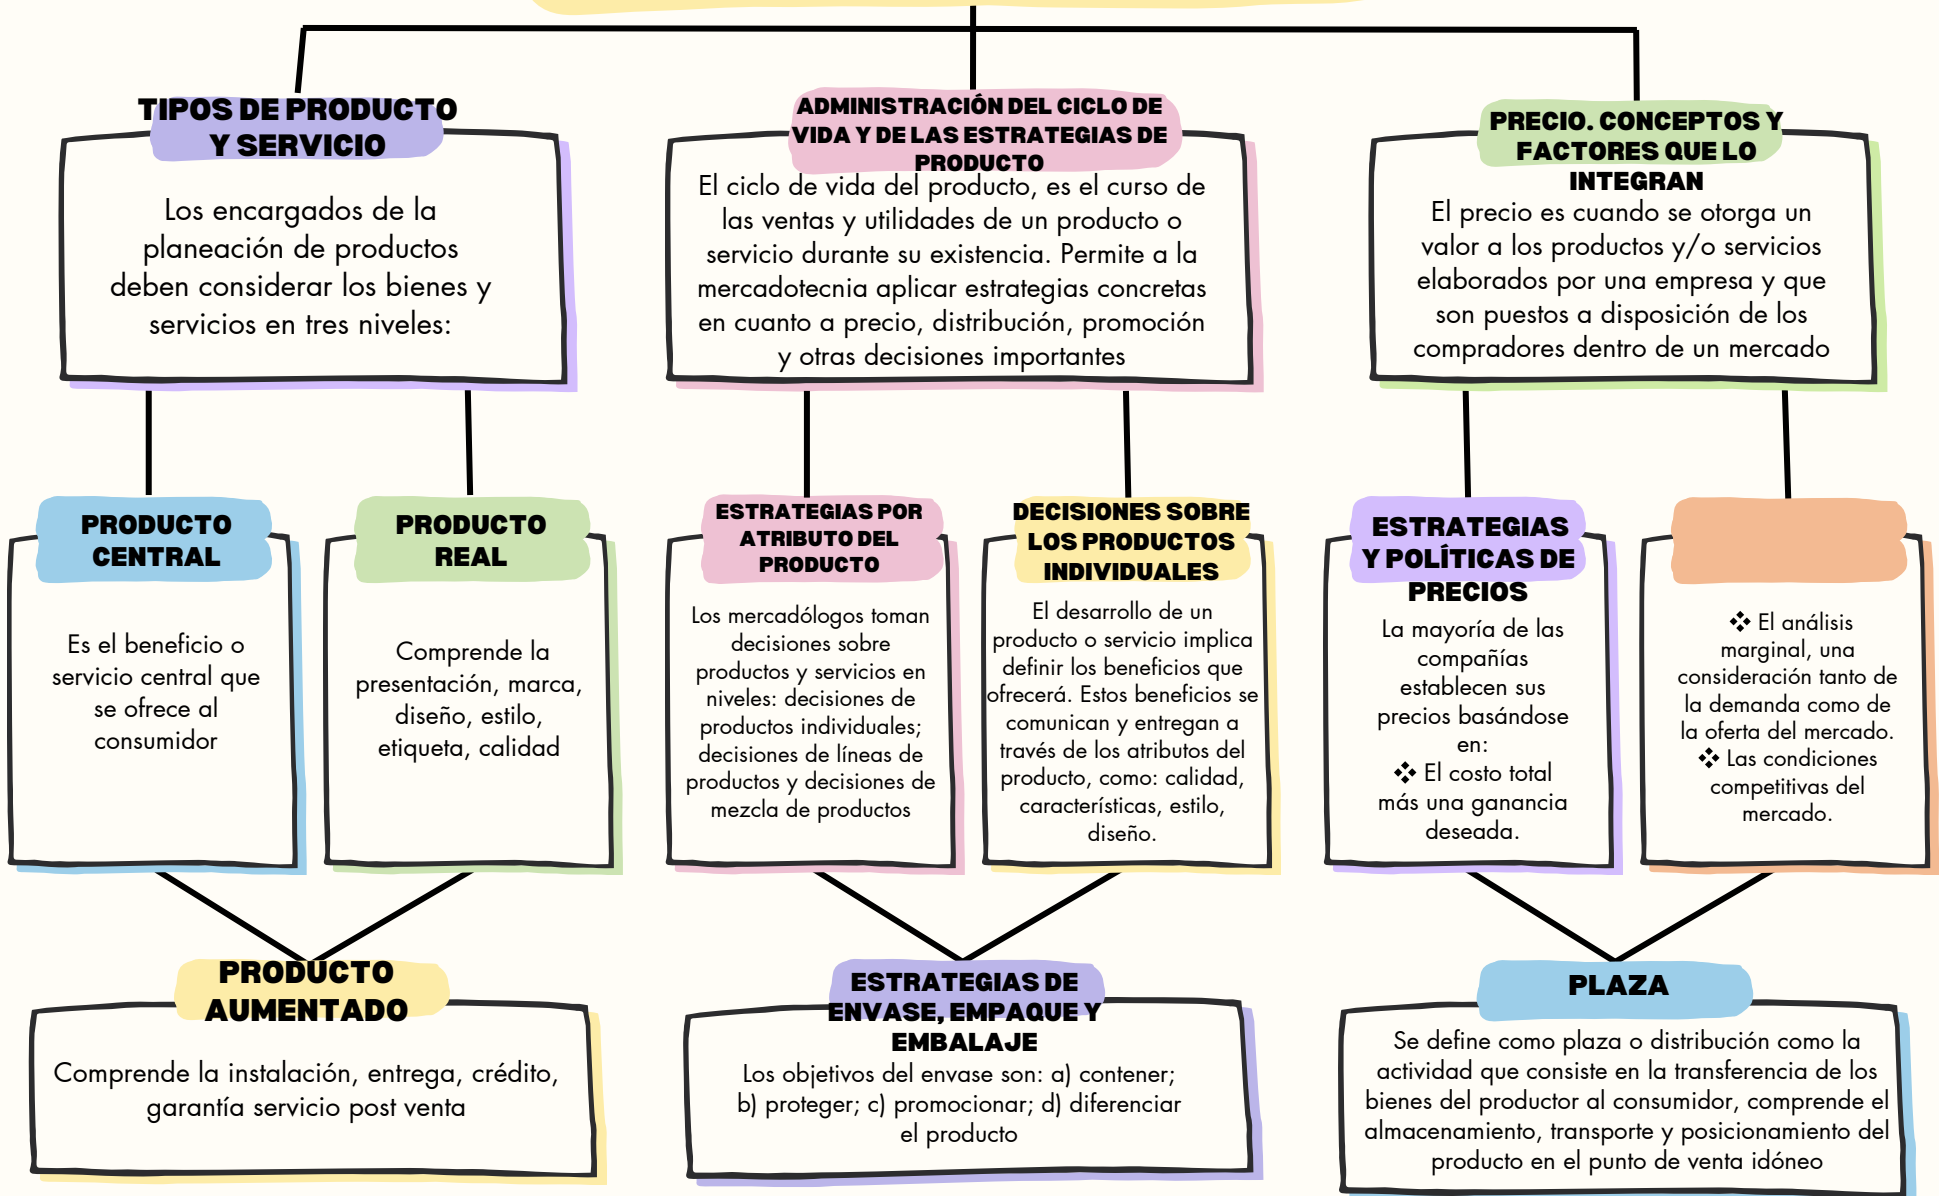 TIPOS DE PRODUCTO
Y SERVICIO
Los encargados de la
planeación de productos
deben considerar los bienes y
servicios en tres niveles:
ADMINISTRACIÓN DEL CICLO DE
VIDA Y DE LAS ESTRATEGIAS DE
PRODUCTO
El ciclo de vida del producto, es el curso de
las ventas y utilidades de un producto o
servicio durante su existencia. Permite a la
mercadotecnia aplicar estrategias concretas
en cuanto a precio, distribución, promoción
y otras decisiones importantes
PRECIO. CONCEPTOS Y
FACTORES QUE LO
INTEGRAN
El precio es cuando se otorga un
valor a los productos y/o servicios
elaborados por una empresa y que
son puestos a disposición de los
compradores dentro de un mercado
PRODUCTO
CENTRAL
Es el beneficio o
servicio central que
se ofrece al
consumidor
PRODUCTO
REAL
Comprende la
presentación, marca,
diseño, estilo,
etiqueta, calidad
ESTRATEGIAS POR
ATRIBUTO DEL
PRODUCTO
Los mercadólogos toman
decisiones sobre
productos y servicios en
niveles: decisiones de
productos individuales;
decisiones de líneas de
productos y decisiones de
mezcla de productos
DECISIONES SOBRE
LOS PRODUCTOS
INDIVIDUALES
El desarrollo de un
producto o servicio implica
definir los beneficios que
ofrecerá. Estos beneficios se
comunican y entregan a
través de los atributos del
producto, como: calidad,
características, estilo,
diseño.
ESTRATEGIAS
Y POLÍTICAS DE
PRECIOS
La mayoría de las
compañías
establecen sus
precios basándose
en:
❖ El costo total
más una ganancia
deseada.
❖ El análisis
marginal, una
consideración tanto de
la demanda como de
la oferta del mercado.
❖ Las condiciones
competitivas del
mercado.
PRODUCTO
AUMENTADO
Comprende la instalación, entrega, crédito,
garantía servicio post venta
ESTRATEGIAS DE
ENVASE, EMPAQUE Y
EMBALAJE
Los objetivos del envase son: a) contener;
b) proteger; c) promocionar; d) diferenciar
el producto
PLAZA
Se define como plaza o distribución como la
actividad que consiste en la transferencia de los
bienes del productor al consumidor, comprende el
almacenamiento, transporte y posicionamiento del
producto en el punto de venta idóneo